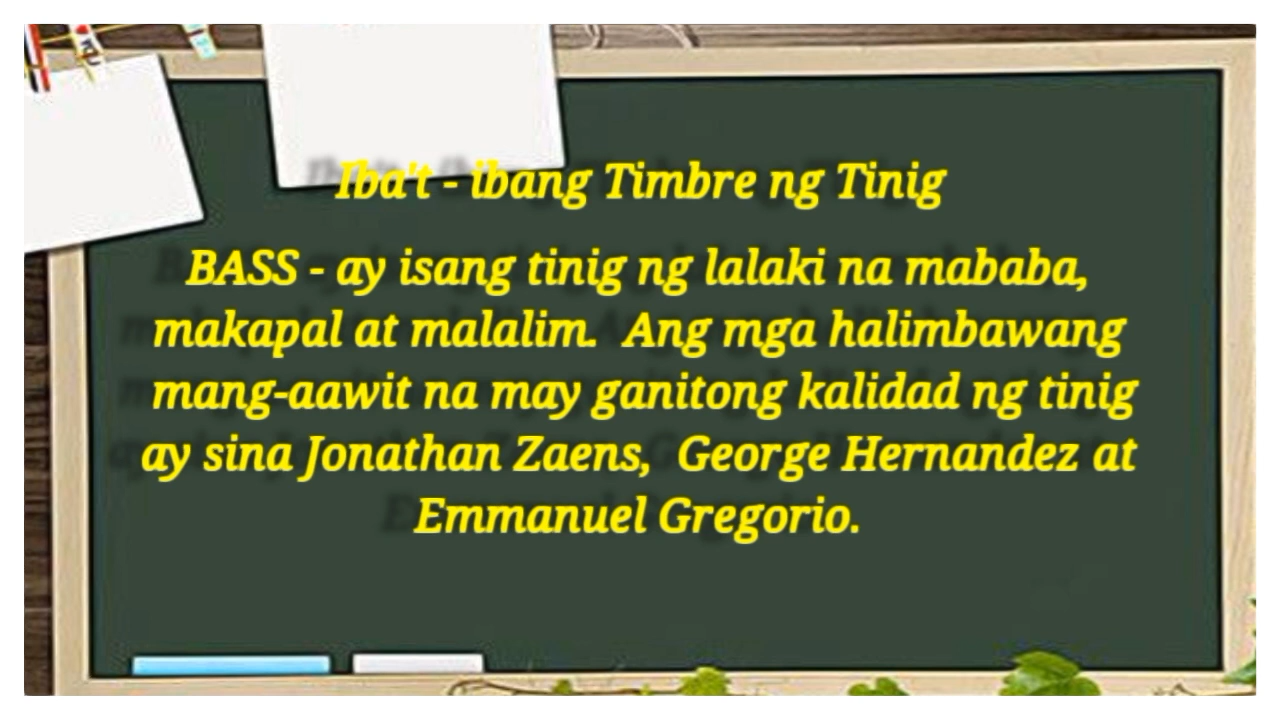 Iba't - ibang Timbre ng Tinig
BASS - ay isang tinig ng lalaki na mababa,
makapal at malalim.  Ang mga halimbawang
mang-aawit na may ganitong kalidad ng tinig
ay sina Jonathan Zaens,  George Hernandez at
Emmanuel Gregorio.